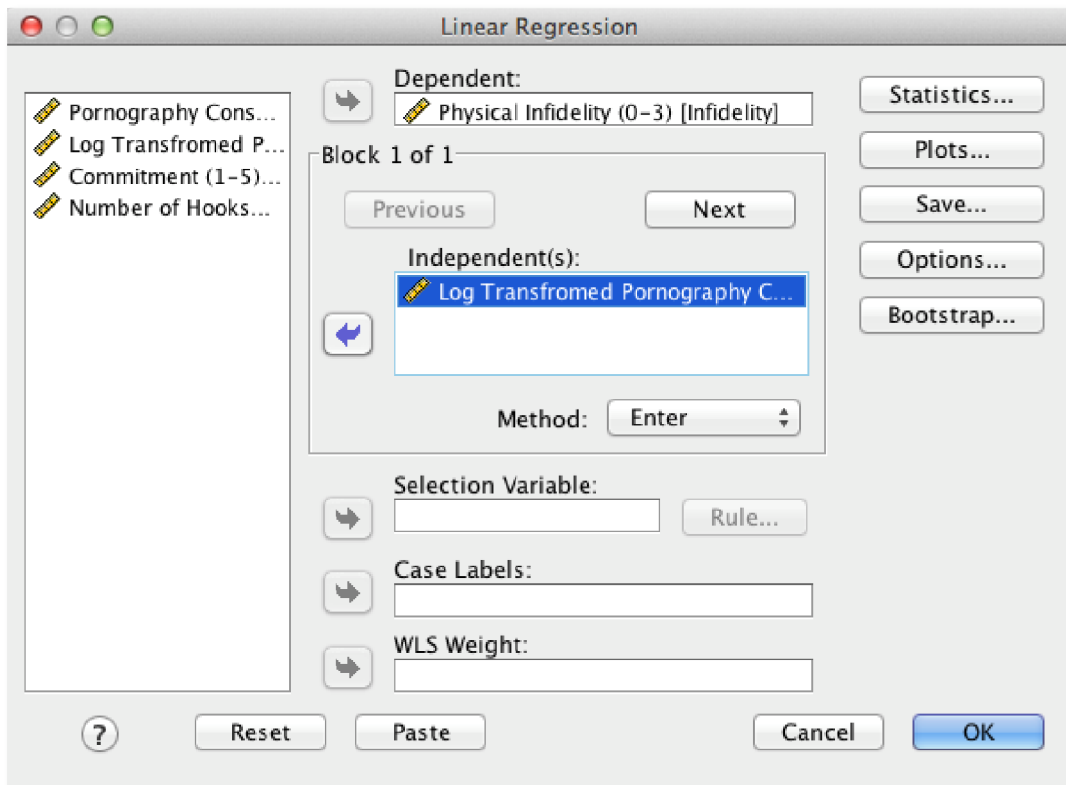 Linear Regression
Pornography Cons...
Log Transfromed P...
Commitment (1-5)...
Number of Hooks...
Dependent:
Physical Infidelity (0-3) [Infidelity]
Block 1 of 1
Previous
Next
Independent(s):
Log Transfromed Pornography C...
Method:
Enter
Selection Variable:
Rule...
Case Labels:
WLS Weight:
Statistics...
Plots...
Save...
Options...
Bootstrap...
?
Reset
Paste
Cancel
OK